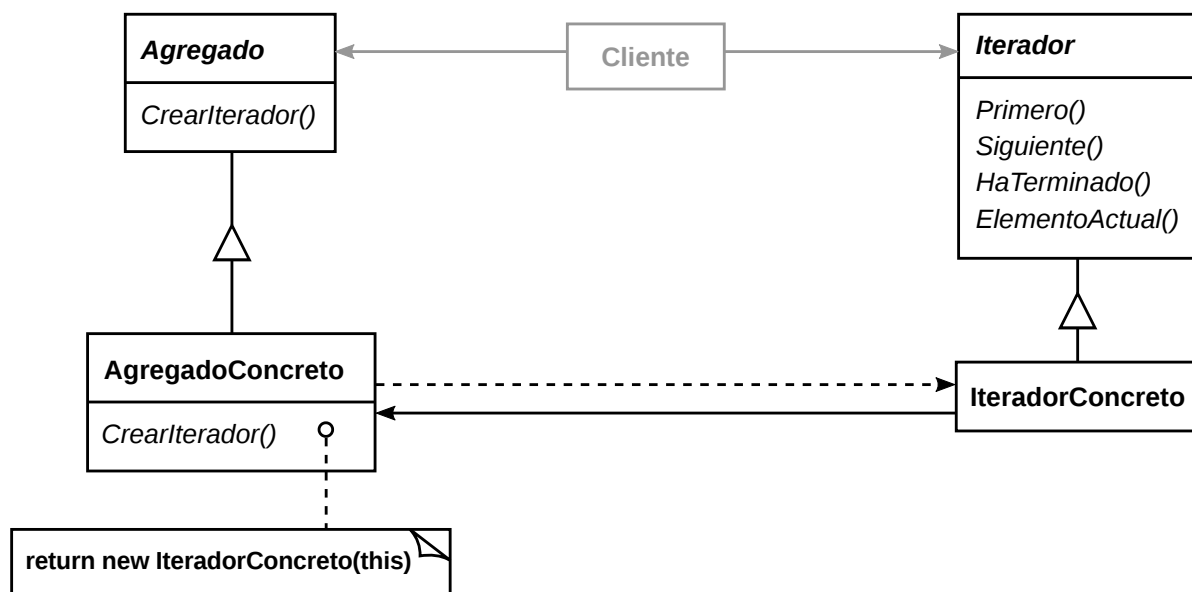 Agregado
CrearIterador()
Cliente
Iterador
Primero()
Siguiente()
HaTerminado()
ElementoActual()
AgregadoConcreto
CrearIterador()
IteradorConcreto
return new IteradorConcreto(this)